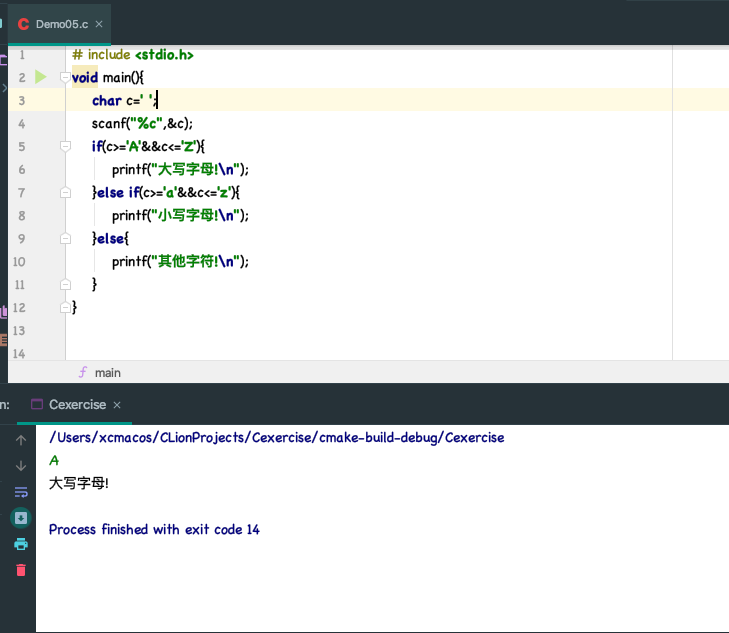 Demo05.c
1 # include <stdio.h>
2 void main(){
3 char c=' ';
4 scanf("%c",&c);
5 if(c>='A'&&c<='Z'){
6 printf("大写字母!\n");
7 }else if(c>='a'&&c<='z'){
8 printf("小写字母!\n");
9 }else{
10 printf("其他字符!\n");
11 }
12 }
13
14
f main
n: Cexercise
/Users/xcmacos/CLionProjects/Cexercise/cmake-build-debug/Cexercise
A
大写字母!
Process finished with exit code 14